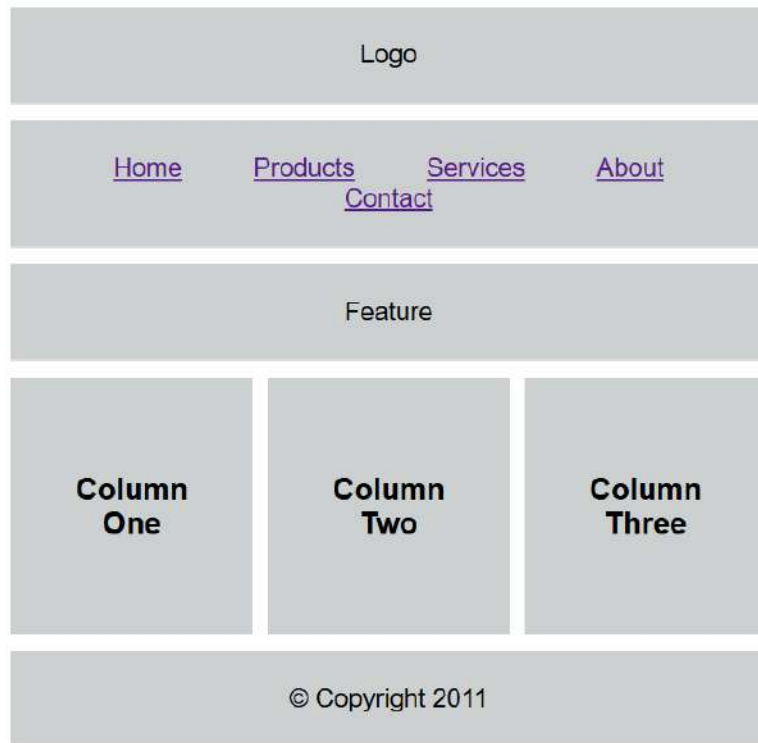 Logo
Home Products Services About
Contact
Feature
Column
One
Column
Two
Column
Three
© Copyright 2011